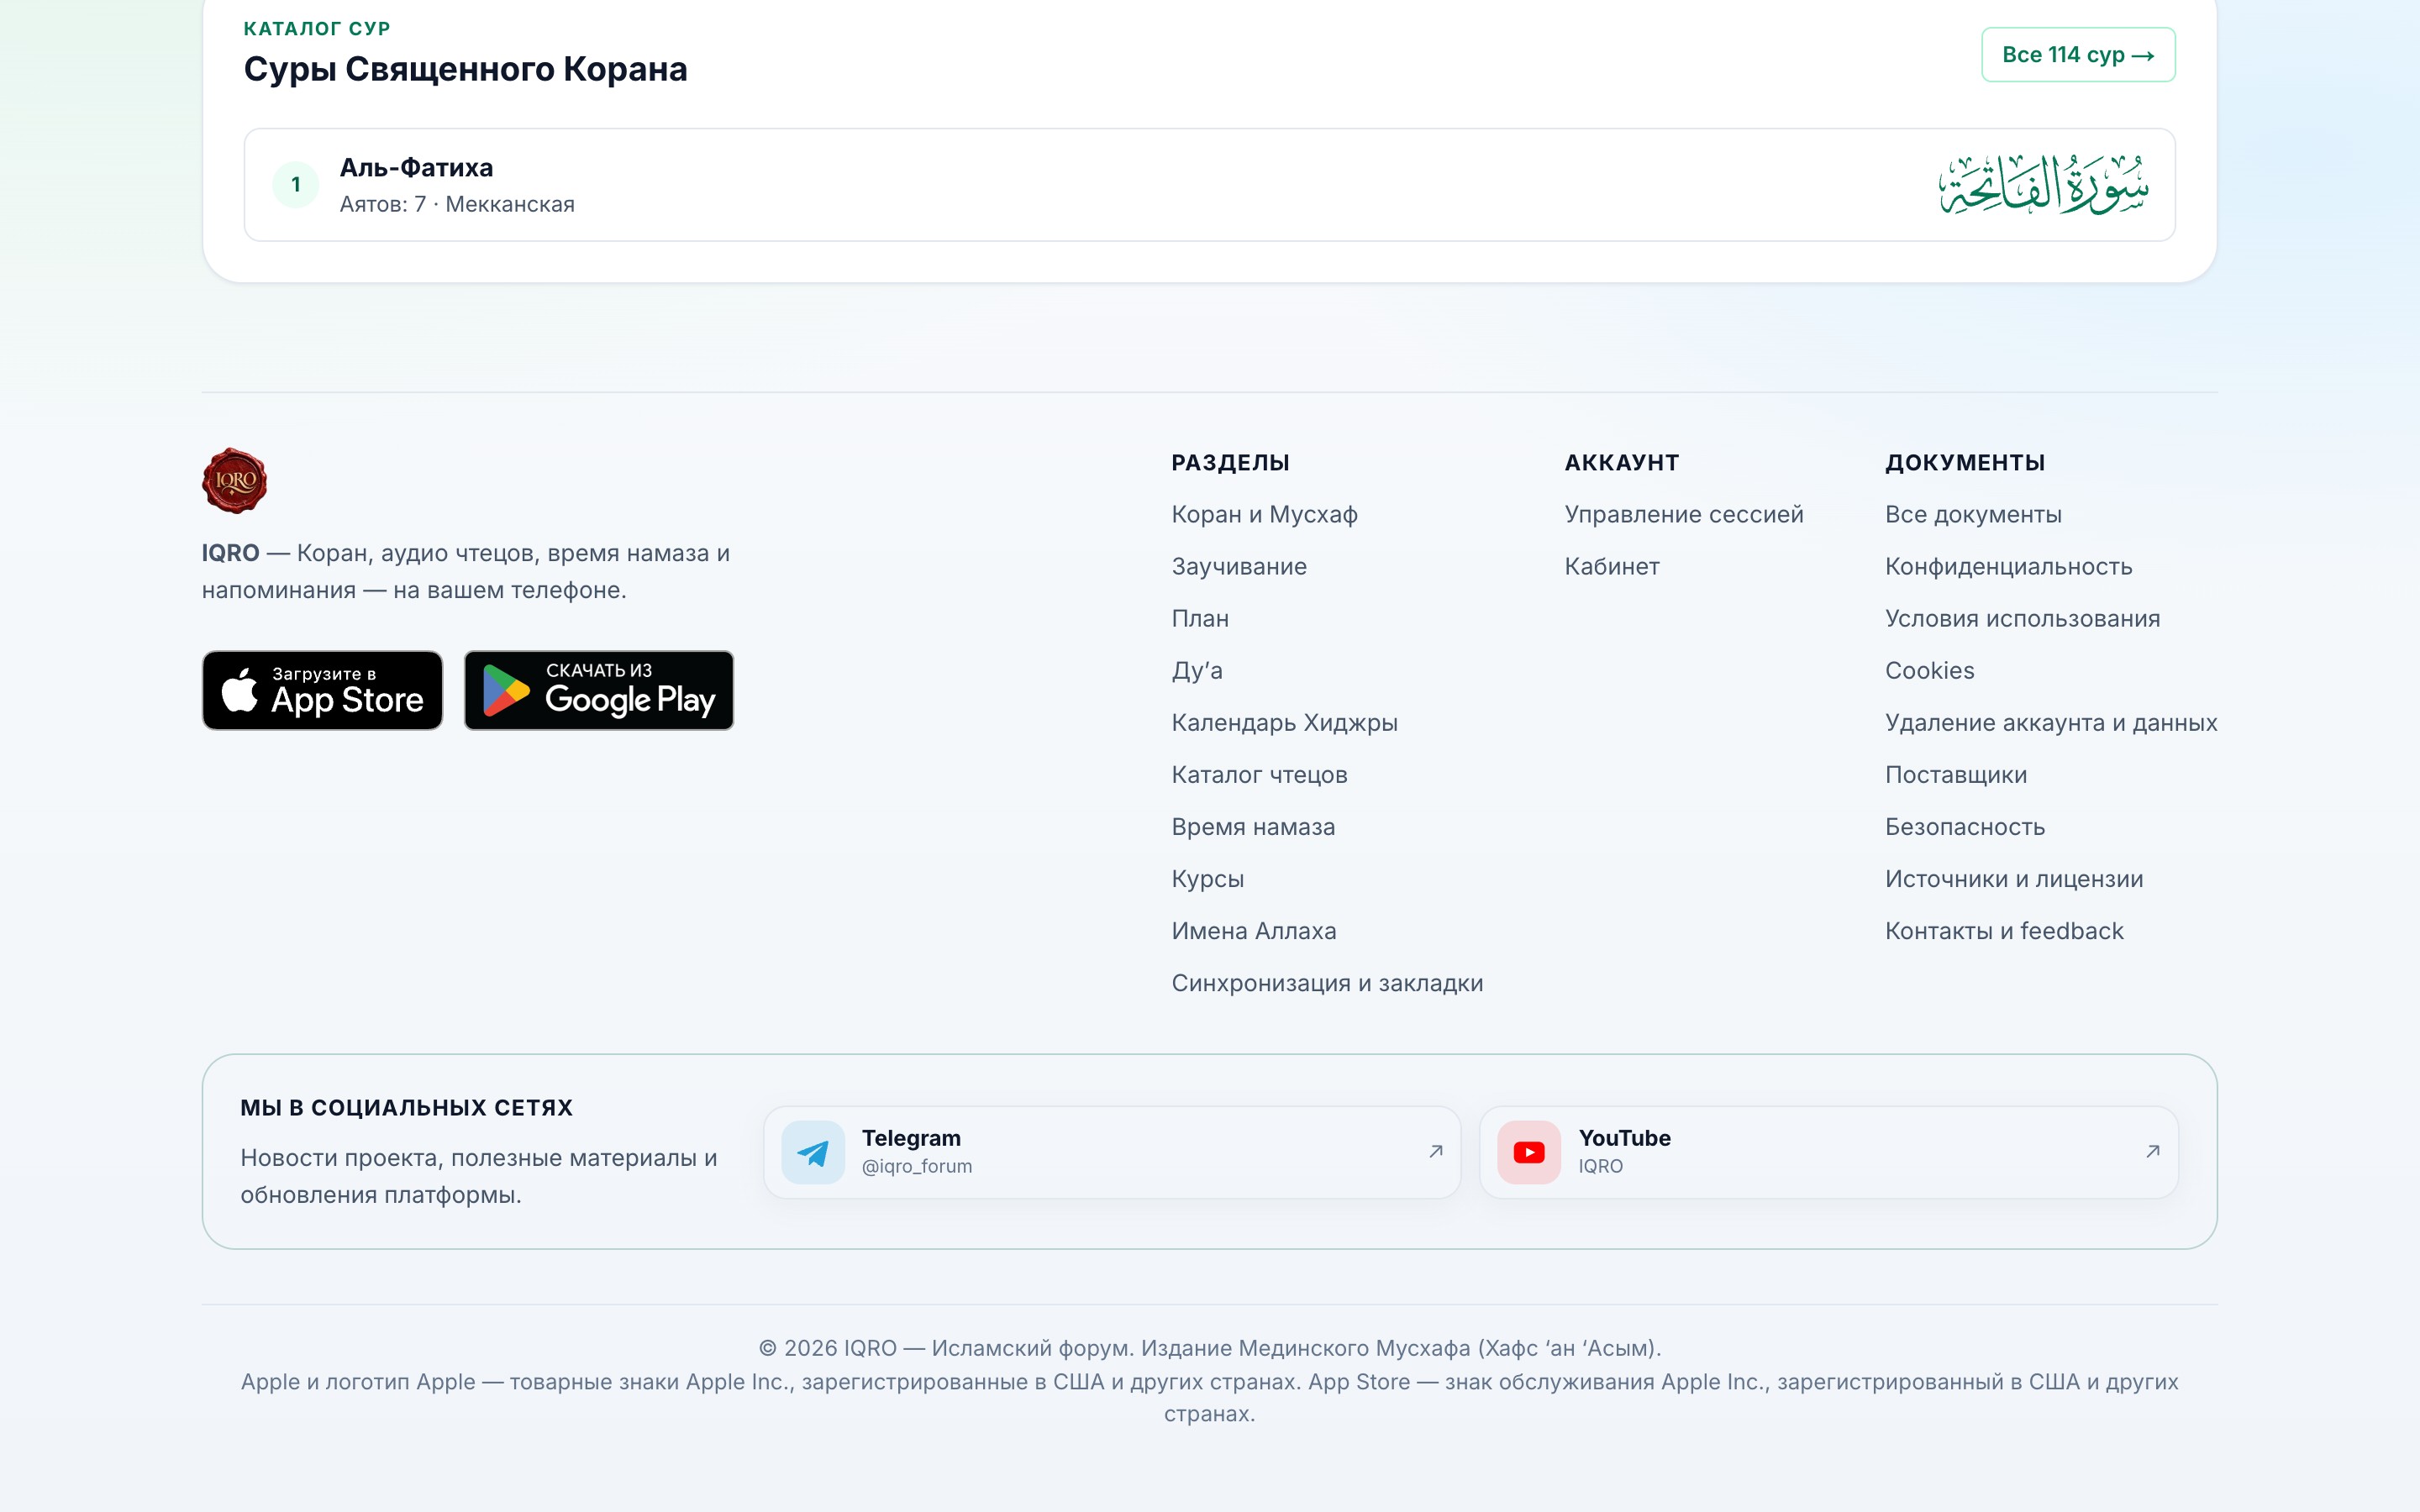 КАТАЛОГ СУР
Суры Священного Корана
Все 114 сур →
1
Аль-Фатиха
Аятов: 7 · Мекканская
سُورَةُ الفَاتِحَة
IQRO
IQRO — Коран, аудио чтецов, время намаза и
напоминания — на вашем телефоне.
Загрузите в
App Store
СКАЧАТЬ ИЗ
Google Play
РАЗДЕЛЫ
Коран и Мусхаф
Заучивание
План
Ду’а
Календарь Хиджры
Каталог чтецов
Время намаза
Курсы
Имена Аллаха
Синхронизация и закладки
АККАУНТ
Управление сессией
Кабинет
ДОКУМЕНТЫ
Все документы
Конфиденциальность
Условия использования
Cookies
Удаление аккаунта и данных
Поставщики
Безопасность
Источники и лицензии
Контакты и feedback
МЫ В СОЦИАЛЬНЫХ СЕТЯХ
Новости проекта, полезные материалы и
обновления платформы.
Telegram
@iqro_forum
YouTube
IQRO
© 2026 IQRO — Исламский форум. Издание Мединского Мусхафа (Хафс ‘ан ‘Асым).
Apple и логотип Apple — товарные знаки Apple Inc., зарегистрированные в США и других странах. App Store — знак обслуживания Apple Inc., зарегистрированный в США и других
странах.